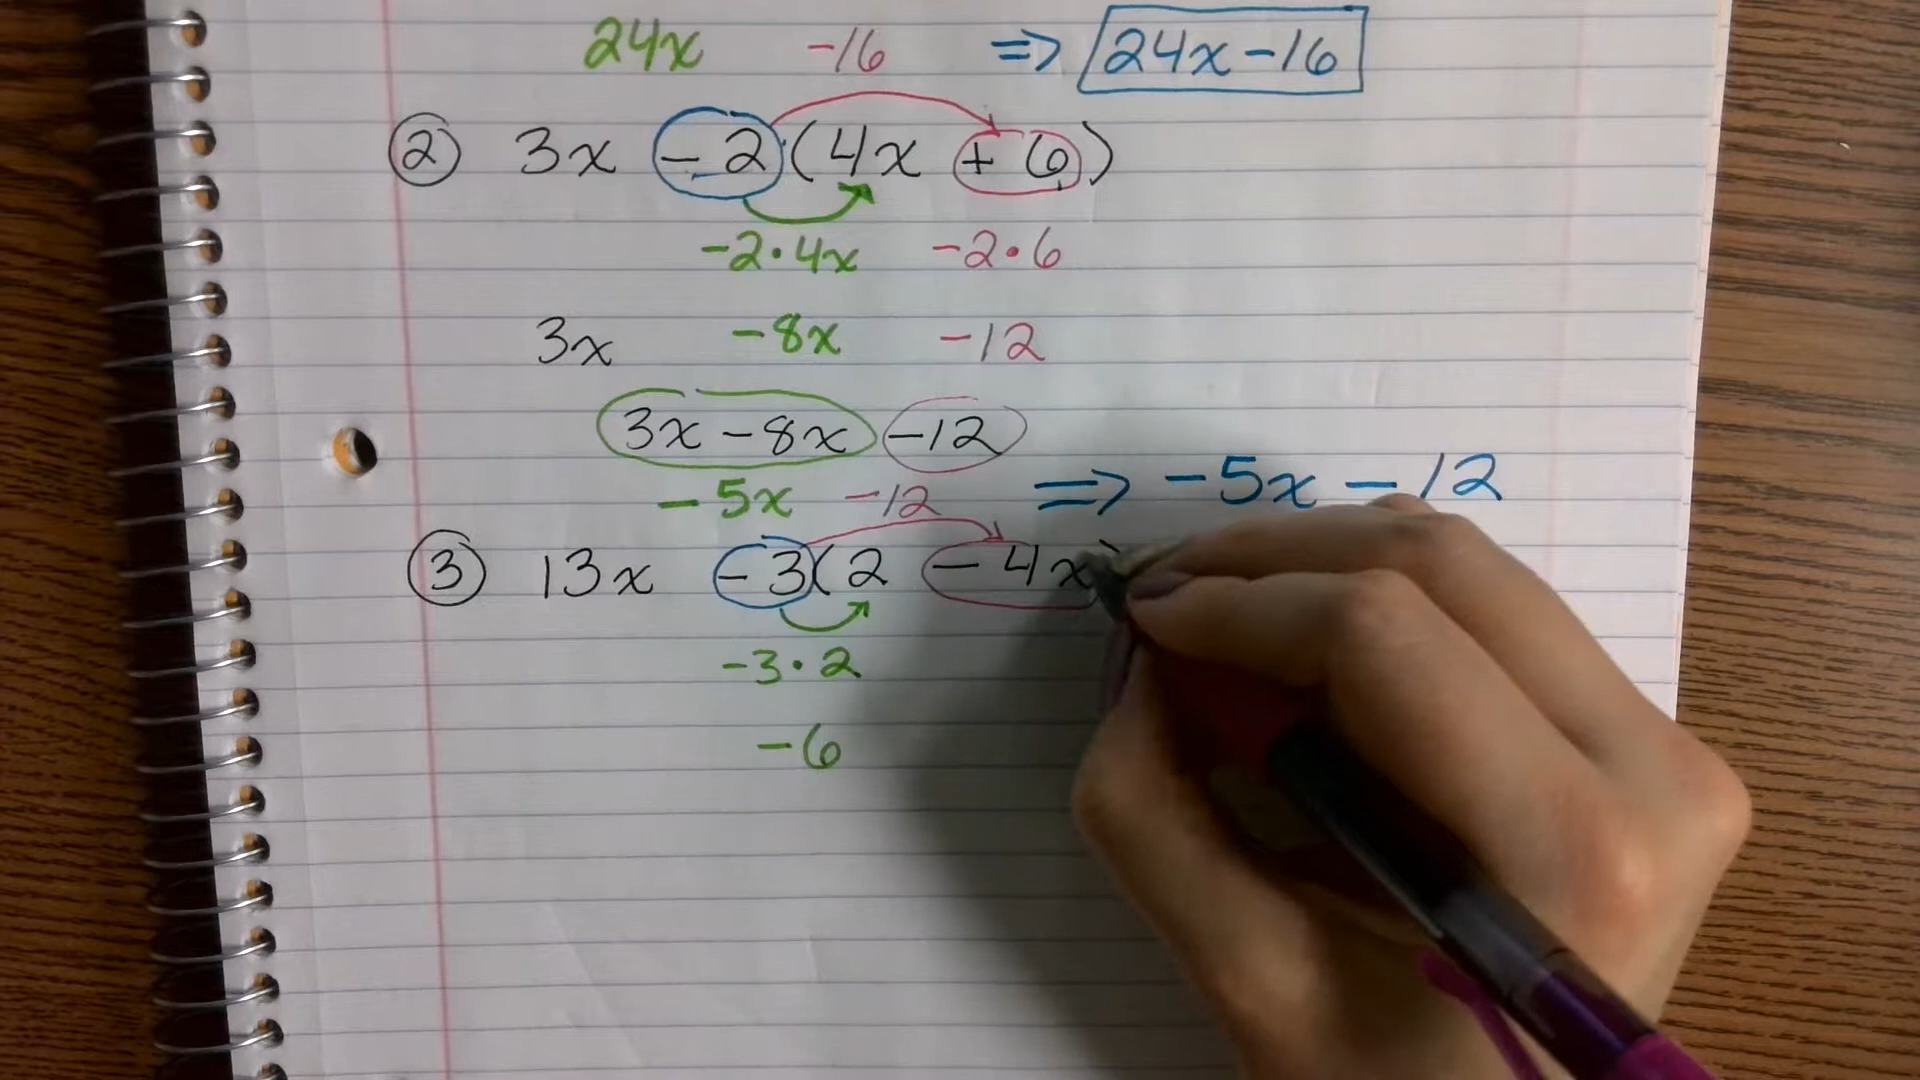 24x -16 => 24x-16
② 3x -2(4x + 6)
-2·4x -2·6
3x -8x -12
3x-8x -12
-5x -12 => -5x-12
③ 13x -3(2 -4x)
-3·2
-6